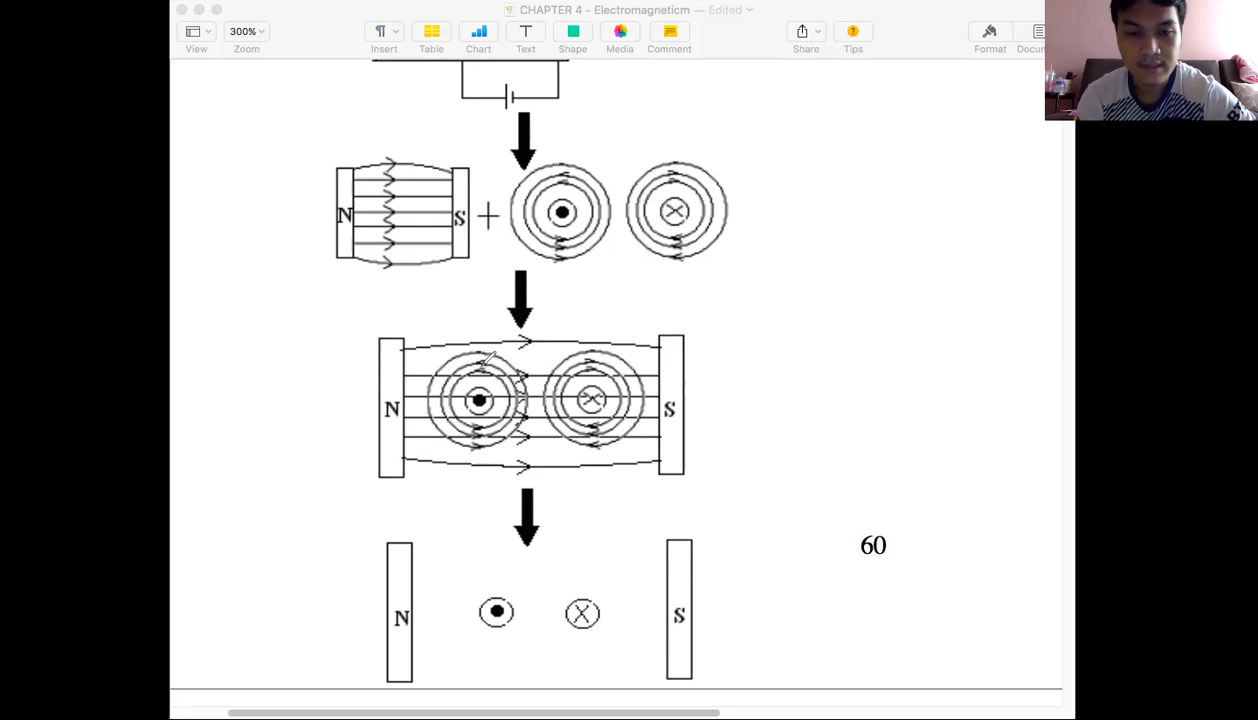 CHAPTER 4 - Electromagneticm — Edited
300%
View Zoom Insert Table Chart Text Shape Media Comment Share Tips Format
N S
N S
60
N S